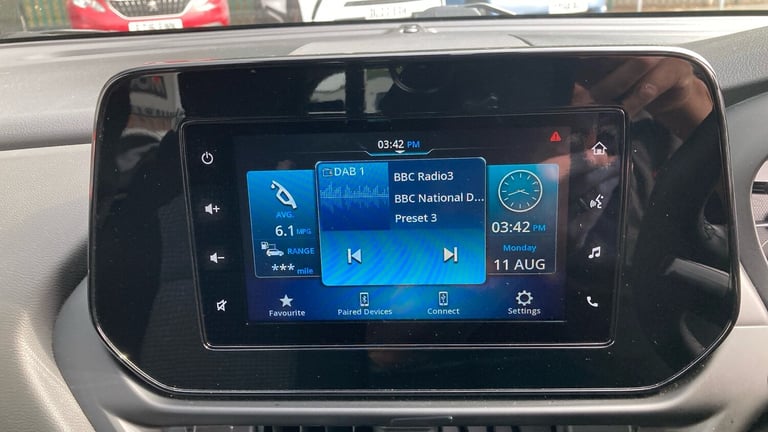 03:42 PM
DAB 1
BBC Radio3
BBC National D...
Preset 3
AVG.
6.1 MPG
RANGE
*** mile
03:42 PM
Monday
11 AUG
Favourite
Paired Devices
Connect
Settings